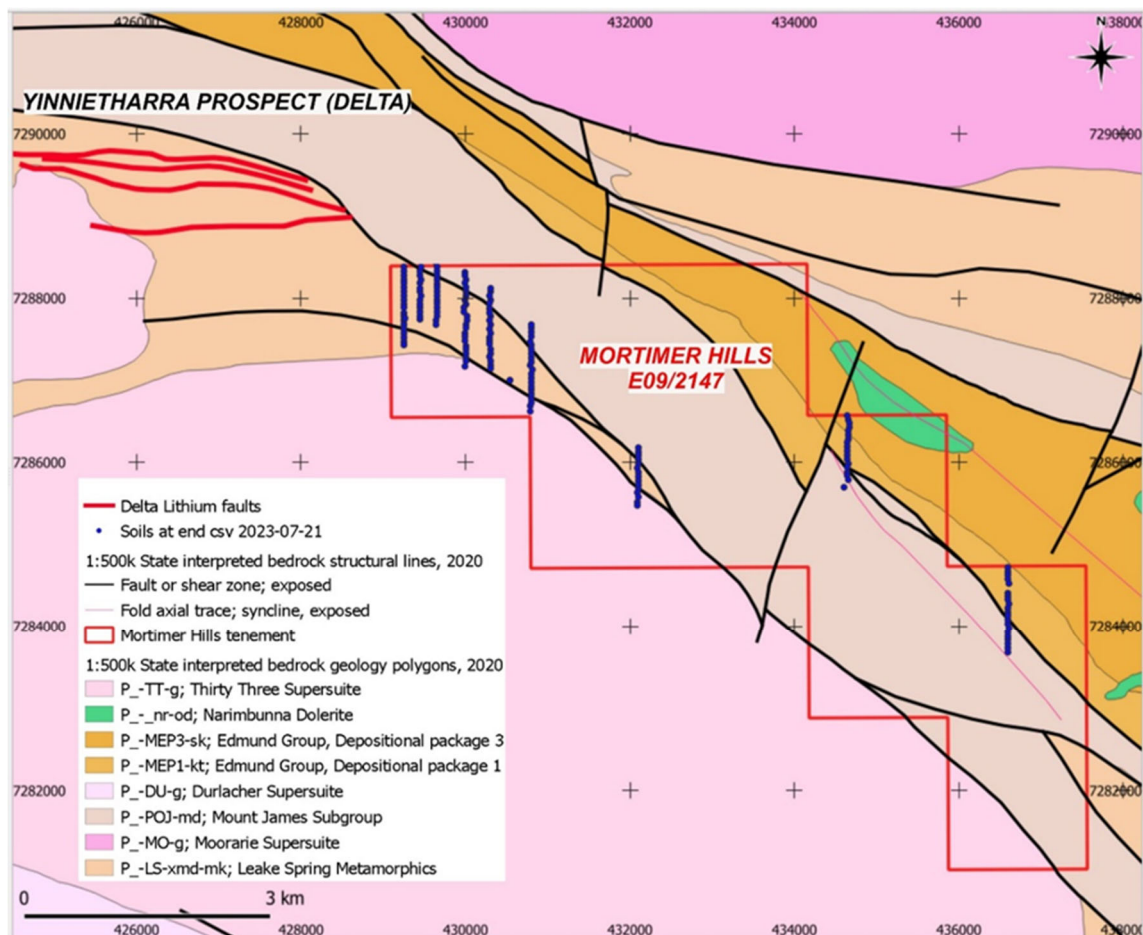 426000 428000 430000 432000 434000 436000 438000
N
YINNIETHARRA PROSPECT (DELTA)
7290000 7290000
7288000 7288000
MORTIMER HILLS
E09/2147
7286000 7286000
Delta Lithium faults
Soils at end csv 2023-07-21
1:500k State interpreted bedrock structural lines, 2020
Fault or shear zone; exposed
Fold axial trace; syncline, exposed
7284000 7284000
Mortimer Hills tenement
1:500k State interpreted bedrock geology polygons, 2020
P_-TT-g; Thirty Three Supersuite
P_-_nr-od; Narimbunna Dolerite
P_-MEP3-sk; Edmund Group, Depositional package 3
P_-MEP1-kt; Edmund Group, Depositional package 1
P_-DU-g; Durlacher Supersuite
7282000 7282000
P_-POJ-md; Mount James Subgroup
P_-MO-g; Moorarie Supersuite
P_-LS-xmd-mk; Leake Spring Metamorphics
0 3 km
426000 428000 430000 432000 434000 436000 438000